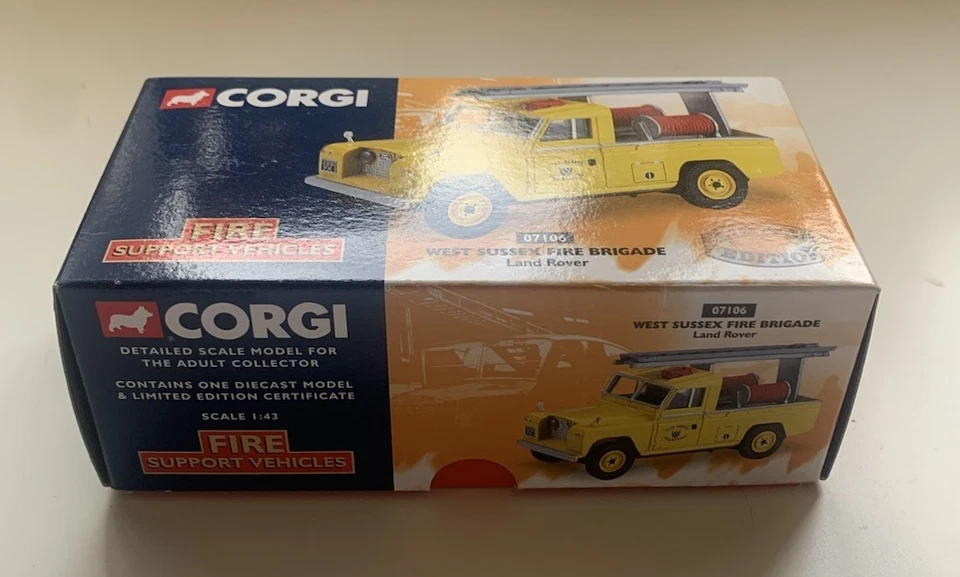 CORGI
FIRE
SUPPORT VEHICLES
07106
WEST SUSSEX FIRE BRIGADE
Land Rover
EDITION
CORGI
DETAILED SCALE MODEL FOR
THE ADULT COLLECTOR
CONTAINS ONE DIECAST MODEL
& LIMITED EDITION CERTIFICATE
SCALE 1:43
FIRE
SUPPORT VEHICLES
07106
WEST SUSSEX FIRE BRIGADE
Land Rover